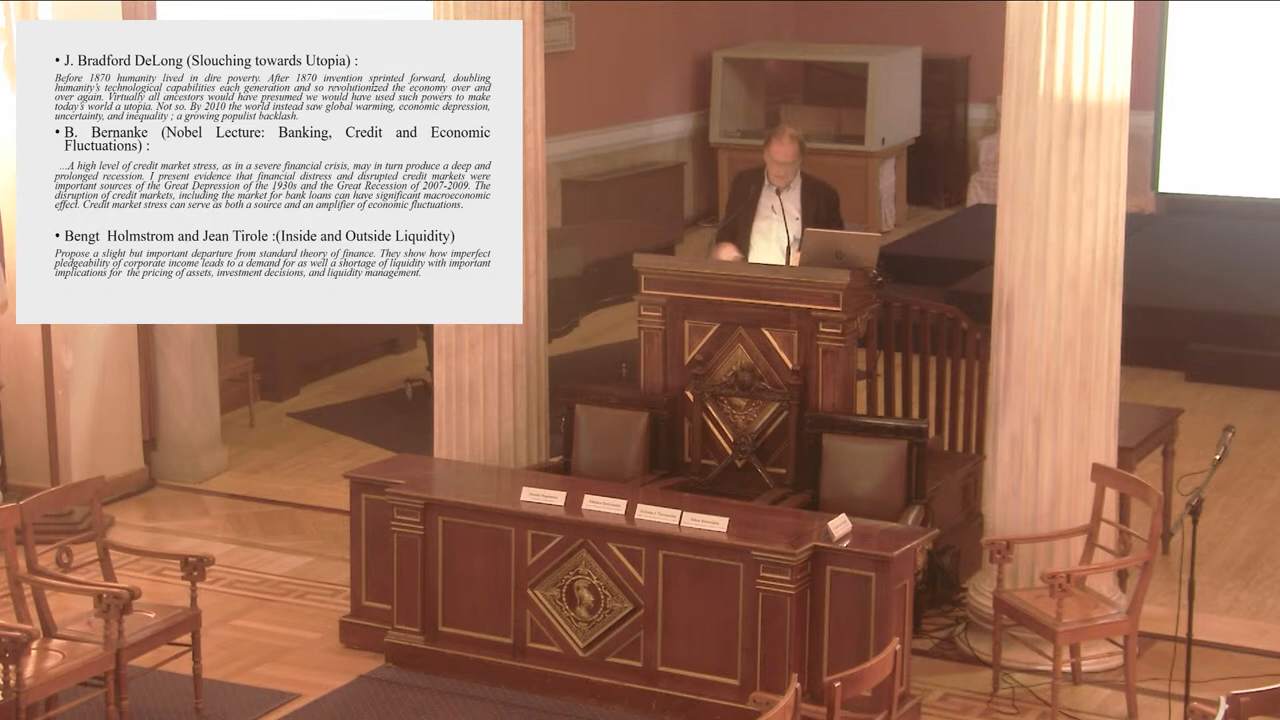 • J. Bradford DeLong (Slouching towards Utopia) :
Before 1870 humanity lived in dire poverty. After 1870 invention sprinted forward, doubling
humanity's technological capabilities each generation and so revolutionized the economy over and
over again. Virtually all ancestors would have presumed we would have used such powers to make
today's world a utopia. Not so. By 2010 the world instead saw global warming, economic depression,
uncertainty, and inequality ; a growing populist backlash.
• B. Bernanke (Nobel Lecture: Banking, Credit and Economic
Fluctuations) :
...A high level of credit market stress, as in a severe financial crisis, may in turn produce a deep and
prolonged recession. I present evidence that financial distress and disrupted credit markets were
important sources of the Great Depression of the 1930s and the Great Recession of 2007-2009. The
disruption of credit markets, including the market for bank loans can have significant macroeconomic
effect. Credit market stress can serve as both a source and an amplifier of economic fluctuations.
• Bengt Holmstrom and Jean Tirole :(Inside and Outside Liquidity)
Propose a slight but important departure from standard theory of finance. They show how imperfect
pledgeability of corporate income leads to a demand for as well a shortage of liquidity with important
implications for the pricing of assets, investment decisions, and liquidity management.